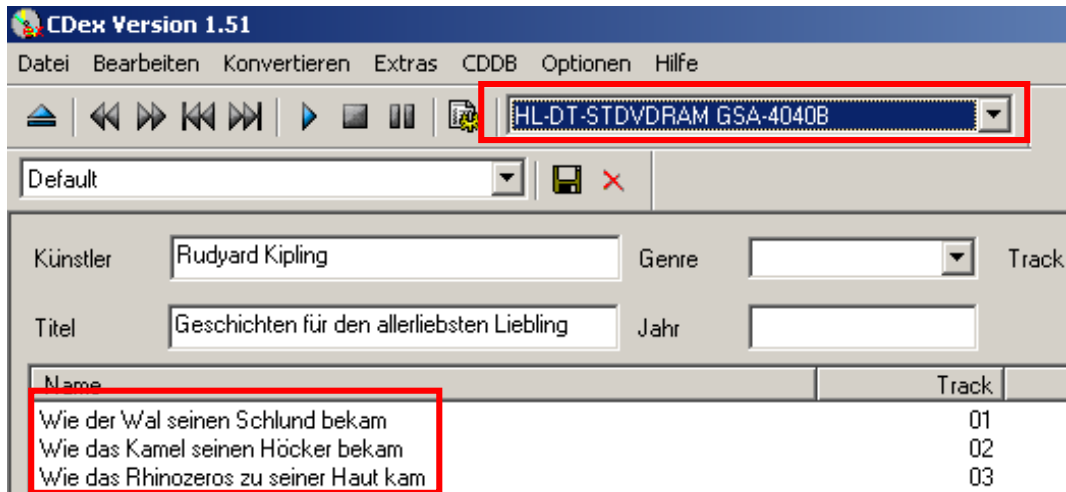 CDex Version 1.51
Datei Bearbeiten Konvertieren Extras CDDB Optionen Hilfe
HL-DT-STDVDRAM GSA-4040B
Default
Künstler Rudyard Kipling Genre Track
Titel Geschichten für den allerliebsten Liebling Jahr
Name Track
Wie der Wal seinen Schlund bekam 01
Wie das Kamel seinen Höcker bekam 02
Wie das Rhinozeros zu seiner Haut kam 03